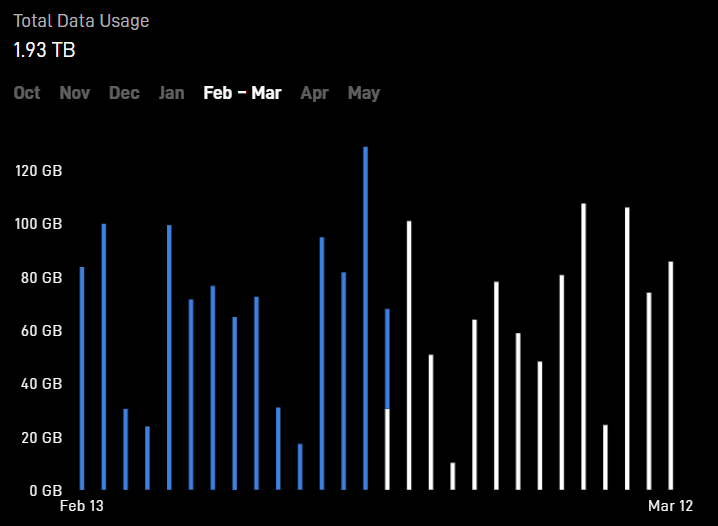 Total Data Usage
1.93 TB
Oct Nov Dec Jan Feb – Mar Apr May
120 GB
100 GB
80 GB
60 GB
40 GB
20 GB
0 GB
Feb 13 Mar 12